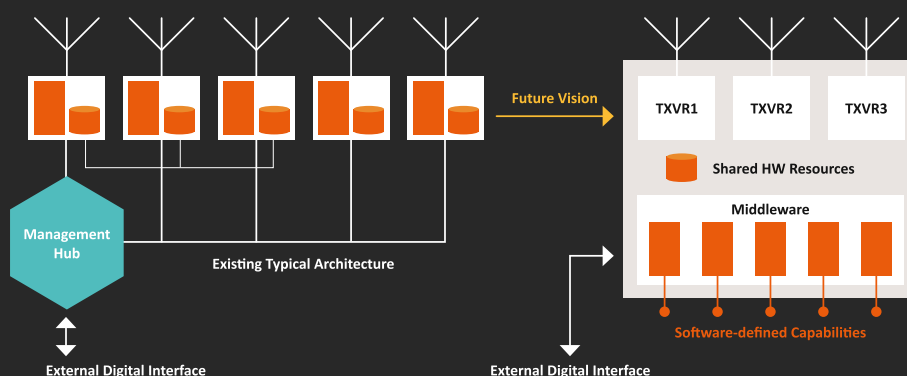 Future Vision
TXVR1
TXVR2
TXVR3
Shared HW Resources
Middleware
Management
Hub
Existing Typical Architecture
Software-defined Capabilities
External Digital Interface
External Digital Interface